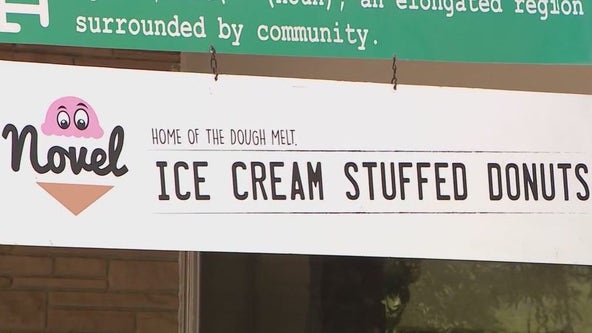 (noun), an elongated region
surrounded by community.
Novel
HOME OF THE DOUGH MELT.
ICE CREAM STUFFED DONUTS